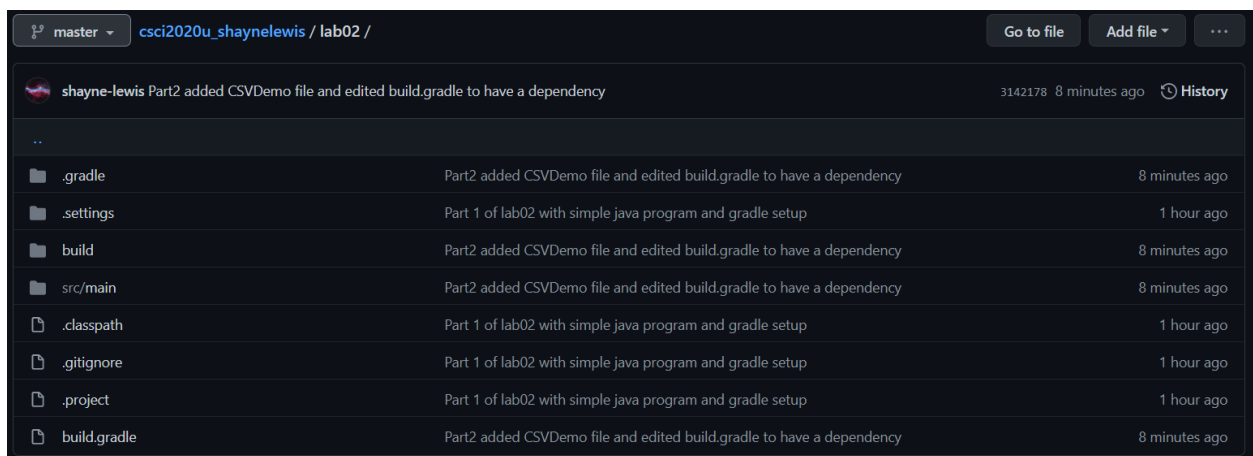 master csci2020u_shaynelewis / lab02 / Go to file Add file ...
shayne-lewis Part2 added CSVDemo file and edited build.gradle to have a dependency 3142178 8 minutes ago History
..
.gradle Part2 added CSVDemo file and edited build.gradle to have a dependency 8 minutes ago
.settings Part 1 of lab02 with simple java program and gradle setup 1 hour ago
build Part2 added CSVDemo file and edited build.gradle to have a dependency 8 minutes ago
src/main Part2 added CSVDemo file and edited build.gradle to have a dependency 8 minutes ago
.classpath Part 1 of lab02 with simple java program and gradle setup 1 hour ago
.gitignore Part 1 of lab02 with simple java program and gradle setup 1 hour ago
.project Part 1 of lab02 with simple java program and gradle setup 1 hour ago
build.gradle Part2 added CSVDemo file and edited build.gradle to have a dependency 8 minutes ago